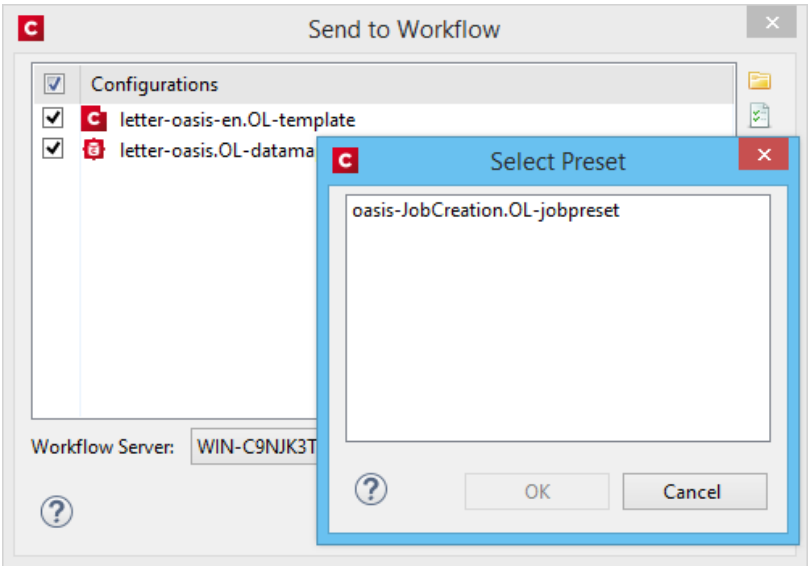 Send to Workflow
Configurations
letter-oasis-en.OL-template
letter-oasis.OL-datama
Select Preset
oasis-JobCreation.OL-jobpreset
Workflow Server: WIN-C9NJK3T
OK Cancel